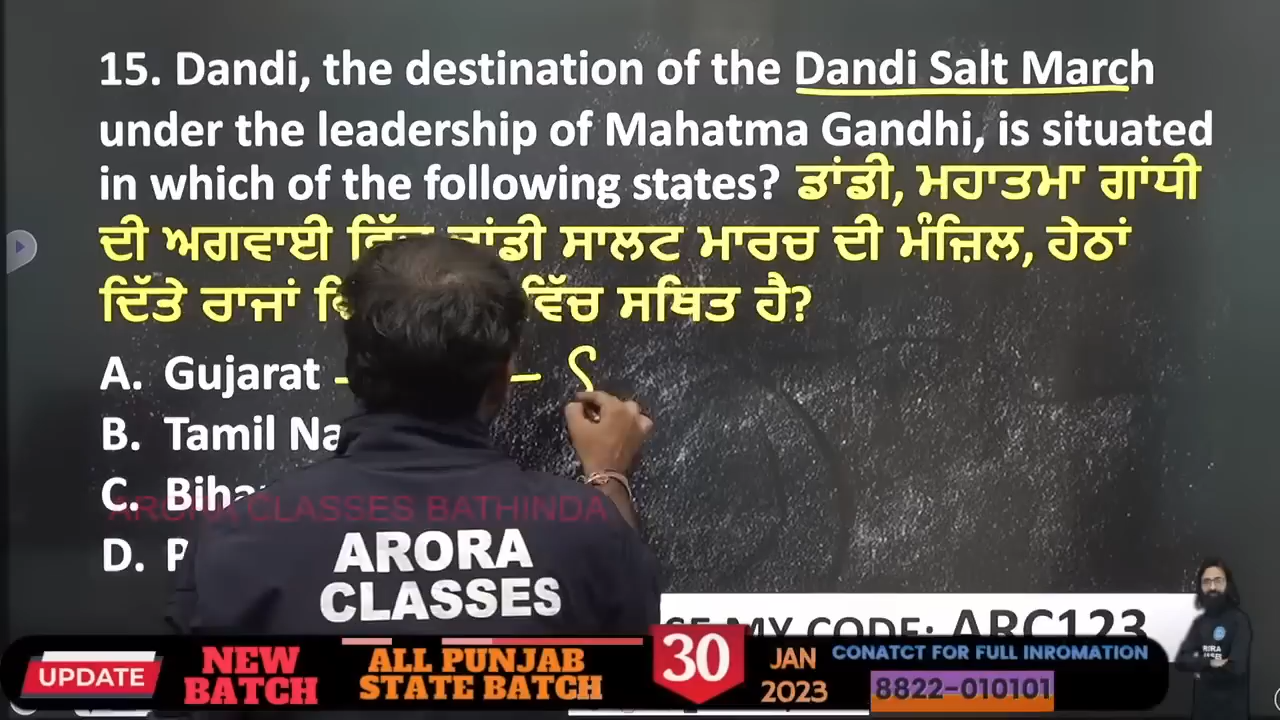 15. Dandi, the destination of the Dandi Salt March
under the leadership of Mahatma Gandhi, is situated
in which of the following states? ਡਾਂਡੀ, ਮਹਾਤਮਾ ਗਾਂਧੀ
ਦੀ ਅਗਵਾਈ ਸਾਲਟ ਮਾਰਚ ਦੀ ਮੰਜ਼ਿਲ, ਹੇਠਾਂ
ਦਿੱਤੇ ਰਾਜਾਂ ਵਿੱਚ ਸਥਿਤ ਹੈ?
A. Gujarat
B. Tamil
C.
D.
ARORA CLASSES BATHINDA
ARORA
CLASSES
MY CODE: ARC123
UPDATE
NEW
BATCH
ALL PUNJAB
STATE BATCH
30
JAN
2023
CONATCT FOR FULL INROMATION
8822-010101